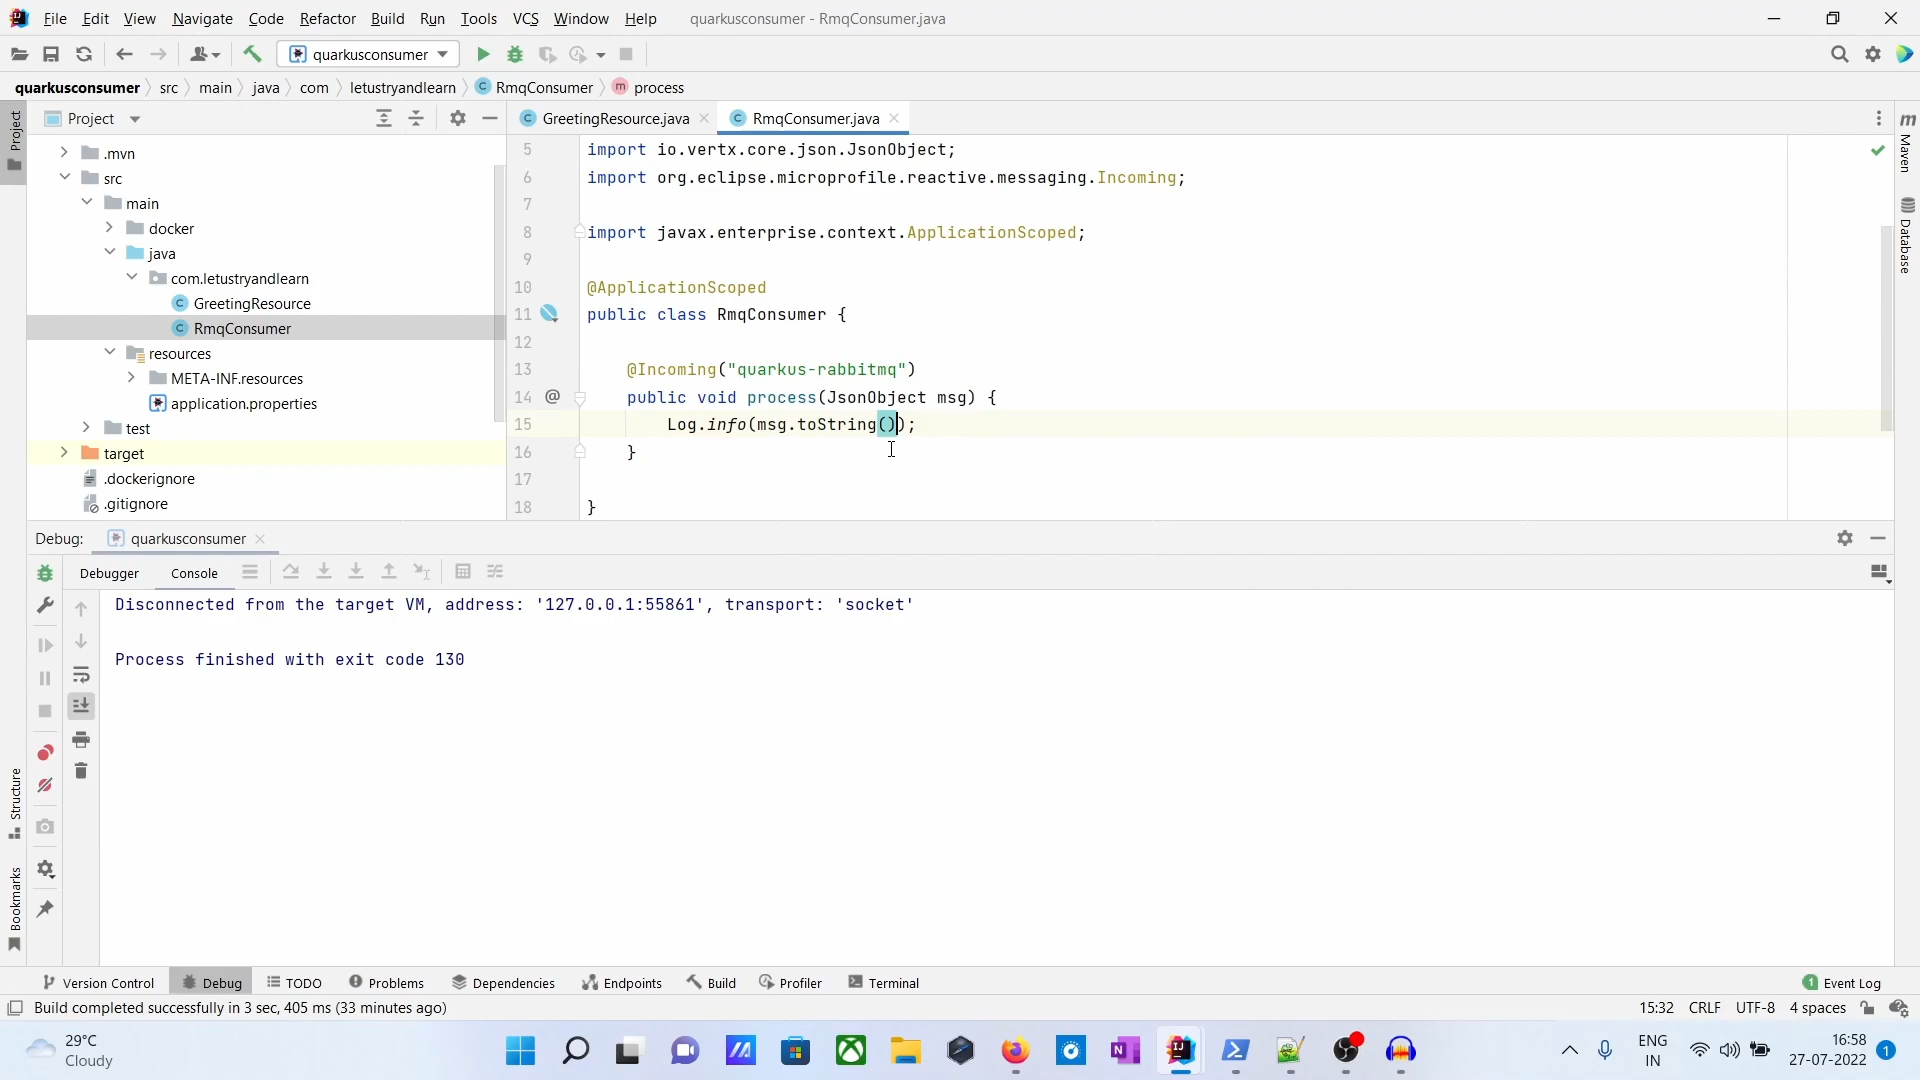 File Edit View Navigate Code Refactor Build Run Tools VCS Window Help quarkusconsumer - RmqConsumer.java
quarkusconsumer
quarkusconsumer src main java com letustryandlearn C RmqConsumer m process
Project
Project
GreetingResource.java
RmqConsumer.java
Maven
Database
.mvn
src
main
docker
java
com.letustryandlearn
GreetingResource
RmqConsumer
resources
META-INF.resources
application.properties
test
target
.dockerignore
.gitignore
5 import io.vertx.core.json.JsonObject;
6 import org.eclipse.microprofile.reactive.messaging.Incoming;
7
8 import javax.enterprise.context.ApplicationScoped;
9
10 @ApplicationScoped
11 public class RmqConsumer {
12
13 @Incoming("quarkus-rabbitmq")
14 @ public void process(JsonObject msg) {
15 Log.info(msg.toString());
16 }
17
18 }
Debug: quarkusconsumer
Debugger Console
Disconnected from the target VM, address: '127.0.0.1:55861', transport: 'socket'
Process finished with exit code 130
Structure
Bookmarks
Version Control Debug TODO Problems Dependencies Endpoints Build Profiler Terminal 1 Event Log
Build completed successfully in 3 sec, 405 ms (33 minutes ago) 15:32 CRLF UTF-8 4 spaces
29°C
Cloudy
ENG
IN
16:58
27-07-2022
1